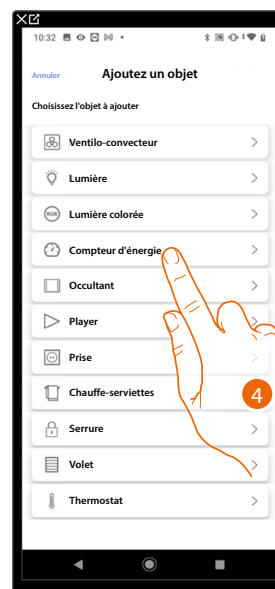 10:32
Annuler
Ajoutez un objet
Choisissez l'objet à ajouter
Ventilo-convecteur
Lumière
RGB
Lumière colorée
Compteur d'énergie
Occultant
Player
Prise
Chauffe-serviettes
4
Serrure
Volet
Thermostat